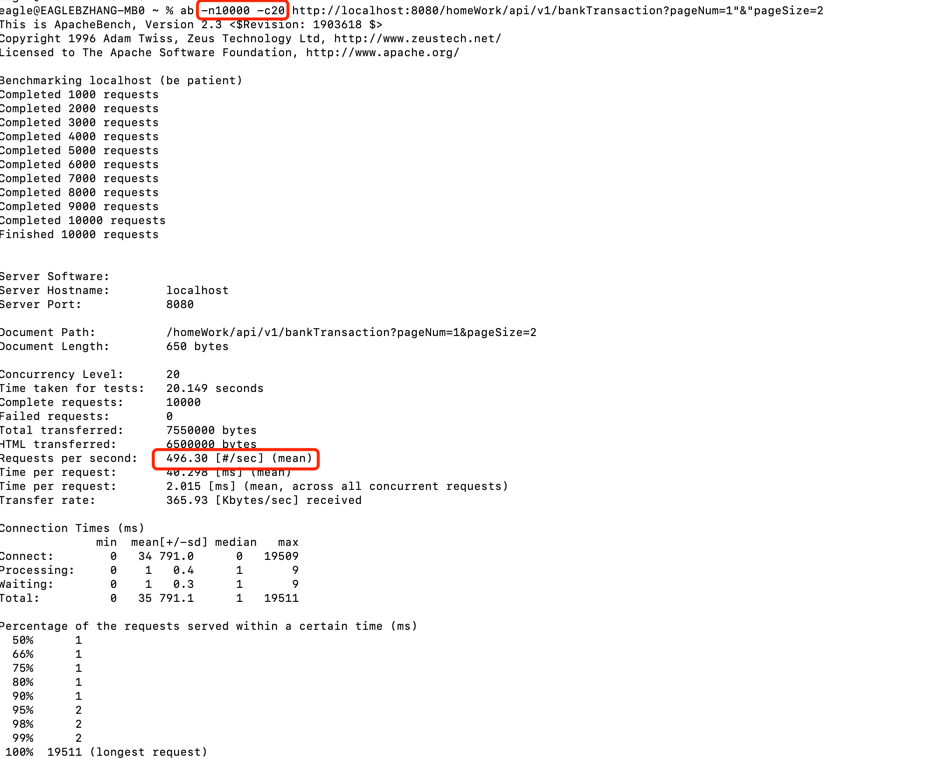 eagle@EAGLEBZHANG-MB0 ~ % ab -n10000 -c20 http://localhost:8080/homeWork/api/v1/bankTransaction?pageNum=1"&"pageSize=2
This is ApacheBench, Version 2.3 <$Revision: 1903618 $>
Copyright 1996 Adam Twiss, Zeus Technology Ltd, http://www.zeustech.net/
Licensed to The Apache Software Foundation, http://www.apache.org/
Benchmarking localhost (be patient)
Completed 1000 requests
Completed 2000 requests
Completed 3000 requests
Completed 4000 requests
Completed 5000 requests
Completed 6000 requests
Completed 7000 requests
Completed 8000 requests
Completed 9000 requests
Completed 10000 requests
Finished 10000 requests
Server Software:
Server Hostname: localhost
Server Port: 8080
Document Path: /homeWork/api/v1/bankTransaction?pageNum=1&pageSize=2
Document Length: 650 bytes
Concurrency Level: 20
Time taken for tests: 20.149 seconds
Complete requests: 10000
Failed requests: 0
Total transferred: 7550000 bytes
HTML transferred: 6500000 bytes
Requests per second: 496.30 [#/sec] (mean)
Time per request: 40.298 [ms] (mean)
Time per request: 2.015 [ms] (mean, across all concurrent requests)
Transfer rate: 365.93 [Kbytes/sec] received
Connection Times (ms)
min mean[+/-sd] median max
Connect: 0 34 791.0 0 19509
Processing: 0 1 0.4 1 9
Waiting: 0 1 0.3 1 9
Total: 0 35 791.1 1 19511
Percentage of the requests served within a certain time (ms)
50% 1
66% 1
75% 1
80% 1
90% 1
95% 2
98% 2
99% 2
100% 19511 (longest request)